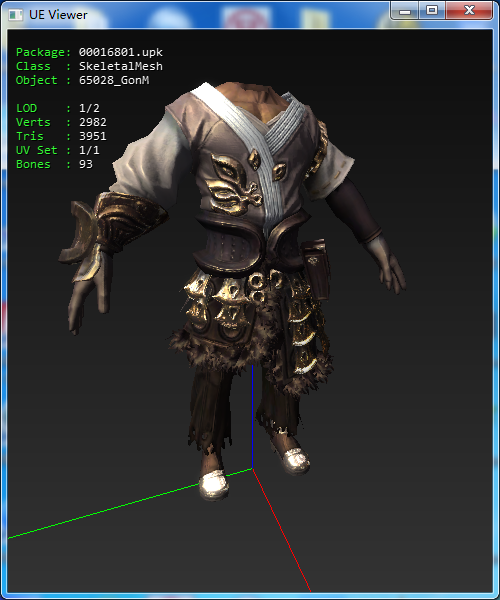 UE Viewer
Package: 00016801.upk
Class : SkeletalMesh
Object : 65028_GonM
LOD : 1/2
Verts : 2982
Tris : 3951
UV Set : 1/1
Bones : 93